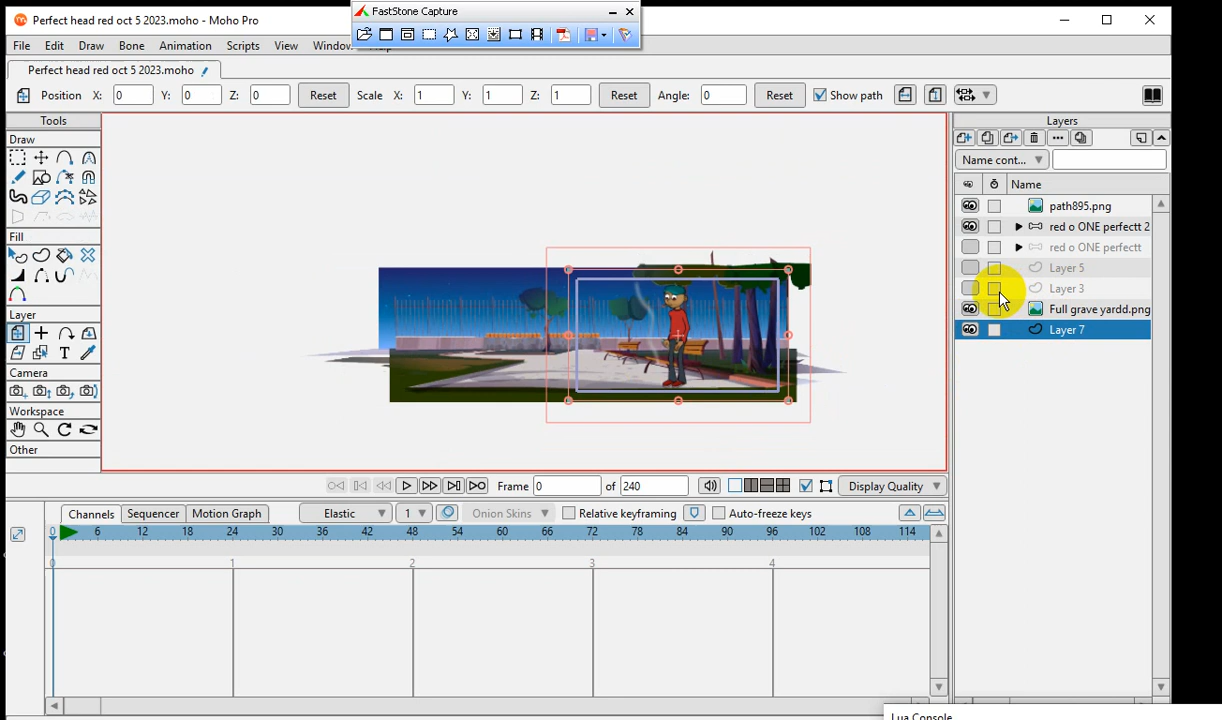 Perfect head red oct 5 2023.moho - Moho Pro
FastStone Capture
File Edit Draw Bone Animation Scripts View Window Help
Perfect head red oct 5 2023.moho
Position X: 0 Y: 0 Z: 0 Reset Scale X: 1 Y: 1 Z: 1 Reset Angle: 0 Reset Show path
Tools
Layers
Draw
Name cont...
Name
path895.png
red o ONE perfectt 2
red o ONE perfectt
Layer 5
Layer 3
Full grave yardd.png
Layer 7
Fill
Layer
T
Camera
Workspace
Other
Frame 0 of 240 Display Quality
Channels Sequencer Motion Graph Elastic 1 Onion Skins Relative keyframing Auto-freeze keys
0 6 12 18 24 30 36 42 48 54 60 66 72 78 84 90 96 102 108 114
0 1 2 3 4
Lua Console